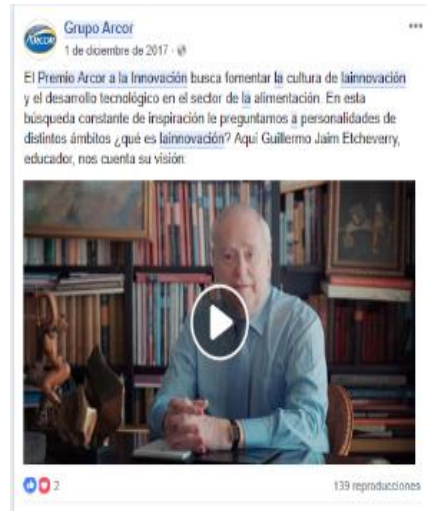 Grupo Arcor
ARCOR
1 de diciembre de 2017
El Premio Arcor a la Innovación busca fomentar la cultura de lainnovación
y el desarrollo tecnológico en el sector de la alimentación. En esta
búsqueda constante de inspiración le preguntamos a personalidades de
distintos ámbitos ¿qué es lainnovación? Aquí Guillermo Jaim Etcheverry,
educador, nos cuenta su visión:
2
139 reproducciones